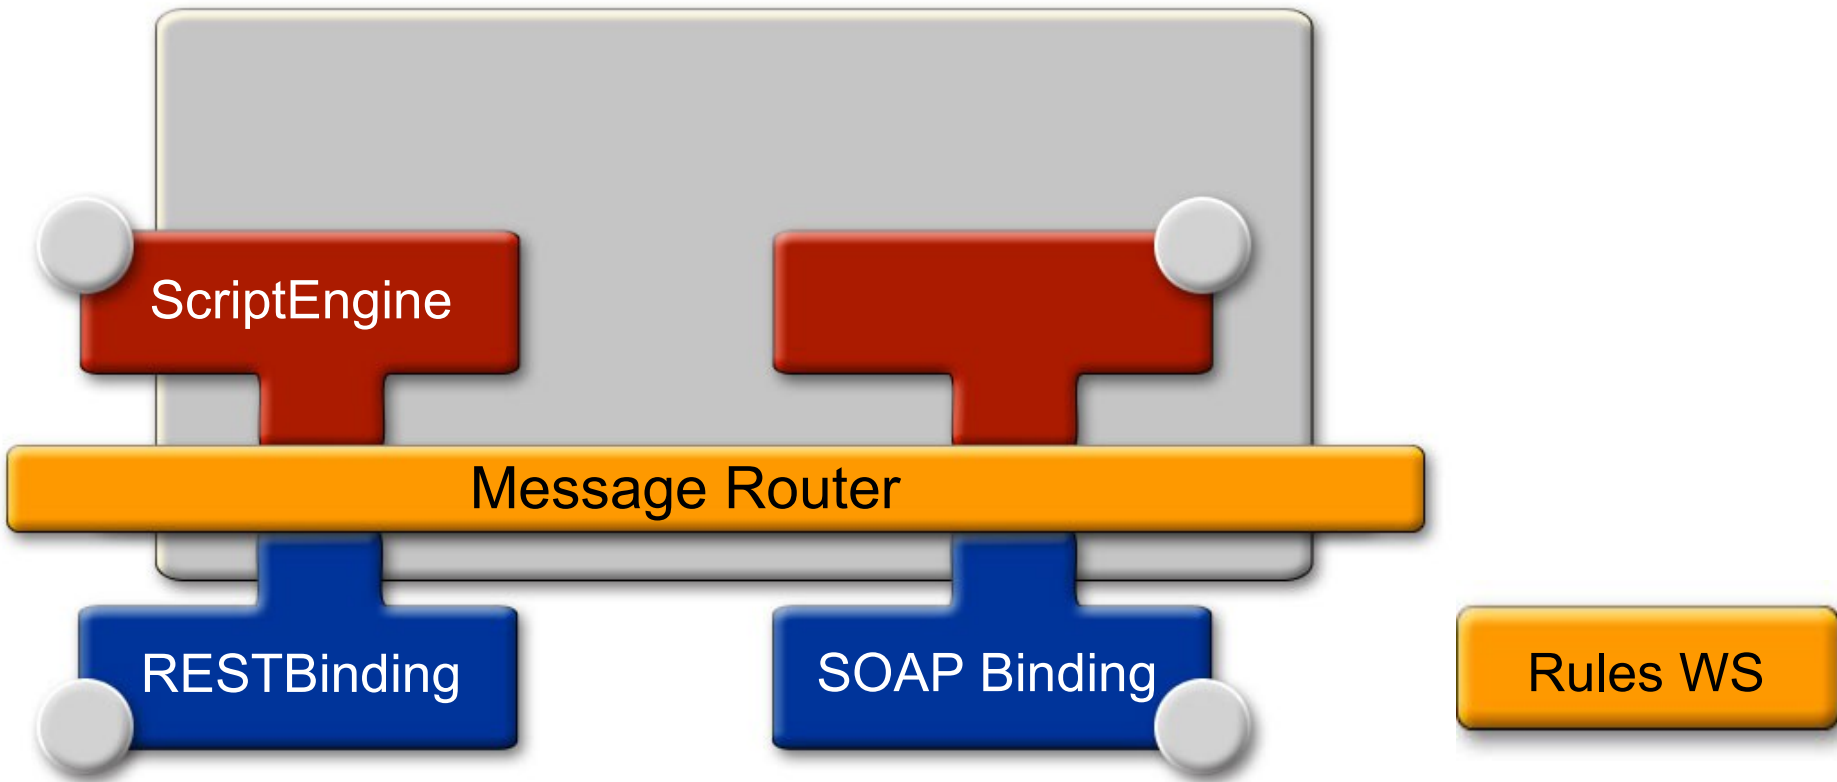 ScriptEngine
Message Router
RESTBinding
SOAP Binding
Rules WS